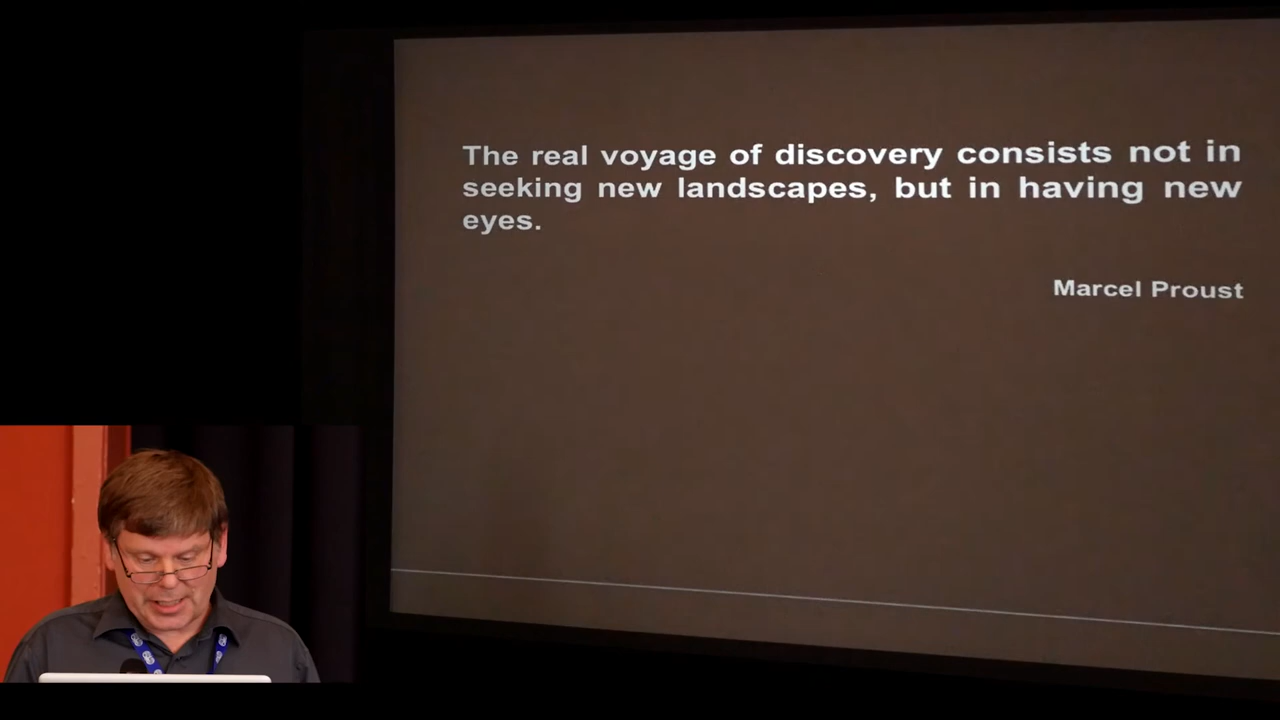 The real voyage of discovery consists not in
seeking new landscapes, but in having new
eyes.
Marcel Proust